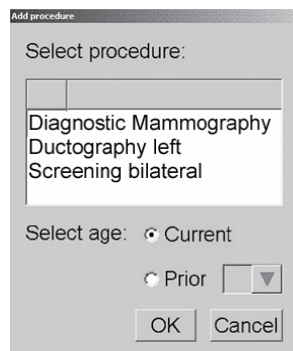 Add procedure
Select procedure:
Diagnostic Mammography
Ductography left
Screening bilateral
Select age: Current
Prior
OK Cancel